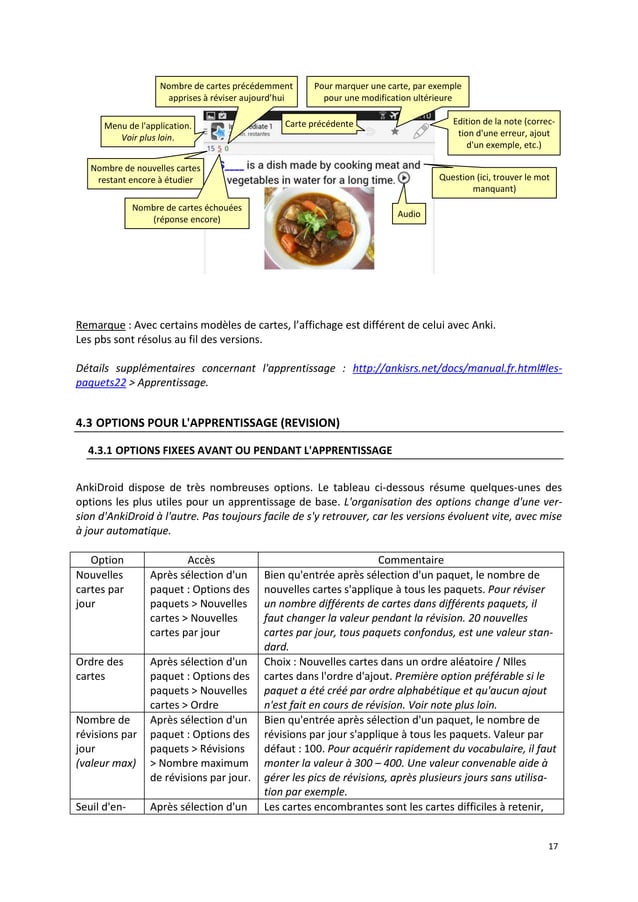 Nombre de cartes précédemment
apprises à réviser aujourd'hui
Pour marquer une carte, par exemple
pour une modification ultérieure
Menu de l'application.
Voir plus loin.
Carte précédente
Edition de la note (correc-
tion d'une erreur, ajout
d'un exemple, etc.)
15 5 0
Nombre de nouvelles cartes
restant encore à étudier
is a dish made by cooking meat and
vegetables in water for a long time.
Question (ici, trouver le mot
manquant)
Nombre de cartes échouées
(réponse encore)
Audio
Remarque : Avec certains modèles de cartes, l'affichage est différent de celui avec Anki.
Les pbs sont résolus au fil des versions.
Détails supplémentaires concernant l'apprentissage : http://ankisrs.net/docs/manual.fr.html#les-
paquets22 > Apprentissage.
4.3 OPTIONS POUR L'APPRENTISSAGE (REVISION)
4.3.1 OPTIONS FIXEES AVANT OU PENDANT L'APPRENTISSAGE
AnkiDroid dispose de très nombreuses options. Le tableau ci-dessous résume quelques-unes des
options les plus utiles pour un apprentissage de base. L'organisation des options change d'une ver-
sion d'AnkiDroid à l'autre. Pas toujours facile de s'y retrouver, car les versions évoluent vite, avec mise
à jour automatique.
Option Accès Commentaire
Nouvelles
cartes par
jour
Après sélection d'un
paquet : Options des
paquets > Nouvelles
cartes > Nouvelles
cartes par jour
Bien qu'entrée après sélection d'un paquet, le nombre de
nouvelles cartes s'applique à tous les paquets. Pour réviser
un nombre différents de cartes dans différents paquets, il
faut changer la valeur pendant la révision. 20 nouvelles
cartes par jour, tous paquets confondus, est une valeur stan-
dard.
Ordre des
cartes
Après sélection d'un
paquet : Options des
paquets > Nouvelles
cartes > Ordre
Choix : Nouvelles cartes dans un ordre aléatoire / Nlles
cartes dans l'ordre d'ajout. Première option préférable si le
paquet a été créé par ordre alphabétique et qu'aucun ajout
n'est fait en cours de révision. Voir note plus loin.
Nombre de
révisions par
jour
(valeur max)
Après sélection d'un
paquet : Options des
paquets > Révisions
> Nombre maximum
de révisions par jour.
Bien qu'entrée après sélection d'un paquet, le nombre de
révisions par jour s'applique à tous les paquets. Valeur par
défaut : 100. Pour acquérir rapidement du vocabulaire, il faut
monter la valeur à 300 – 400. Une valeur convenable aide à
gérer les pics de révisions, après plusieurs jours sans utilisa-
tion par exemple.
Seuil d'en-
Après sélection d'un
Les cartes encombrantes sont les cartes difficiles à retenir,
17